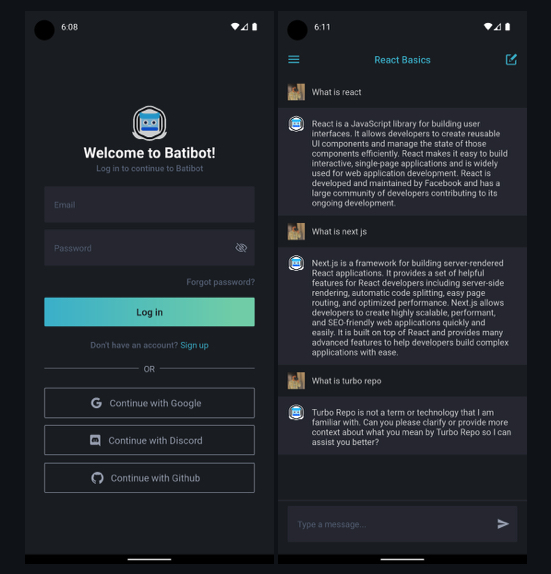 6:08
Welcome to Batibot!
Log in to continue to Batibot
Email
Password
Forgot password?
Log in
Don't have an account? Sign up
OR
Continue with Google
Continue with Discord
Continue with Github
6:11
React Basics
What is react
React is a JavaScript library for building user
interfaces. It allows developers to create reusable
UI components and manage the state of those
components efficiently. React makes it easy to build
interactive, single-page applications and is widely
used for web application development. React is
developed and maintained by Facebook and has a
large community of developers contributing to its
ongoing development.
What is next js
Next.js is a framework for building server-rendered
React applications. It provides a set of helpful
features for React developers including server-side
rendering, automatic code splitting, easy page
routing, and optimized performance. Next.js allows
developers to create highly scalable, performant,
and SEO-friendly web applications quickly and
easily. It is built on top of React and provides many
advanced features to help developers build complex
applications with ease.
What is turbo repo
Turbo Repo is not a term or technology that I am
familiar with. Can you please clarify or provide more
context about what you mean by Turbo Repo so I can
assist you better?
Type a message...